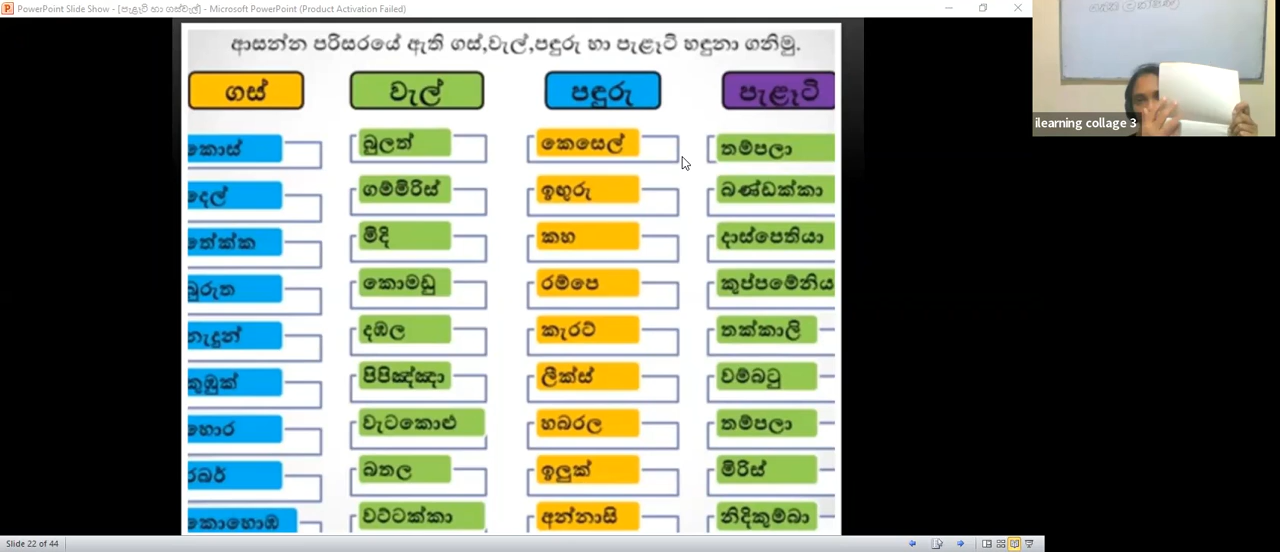 PowerPoint Slide Show - [පැළෑටි හා ගස්වැල්] - Microsoft PowerPoint (Product Activation Failed)
ආසන්න පරිසරයේ ඇති ගස්,වැල්,පඳුරු හා පැළෑටි හඳුනා ගනිමු.
ගස් වැල් පඳුරු පැළෑටි
කොස් බුලත් කෙසෙල් තම්පලා
දෙල් ගම්මිරිස් ඉඟුරු බණ්ඩක්කා
තේක්ක මිදි කහ දාස්පෙතියා
බුරුත කොමඩු රම්පෙ කුප්පමේනිය
නැදුන් දඹල කැරට් තක්කාලි
කුඹුක් පිපිඤ්ඤා ලීක්ස් වම්බටු
හොර වැටකොළු හබරල තම්පලා
රබර් බතල ඉලුක් මිරිස්
කොහොඹ වට්ටක්කා අන්නාසි නිදිකුම්බා
ilearning collage 3
Slide 22 of 44